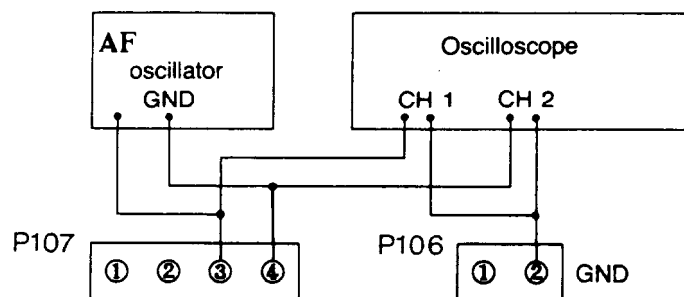 AF
oscillator
GND
Oscilloscope
CH 1 CH 2
P107
① ② ③ ④
P106
① ② GND